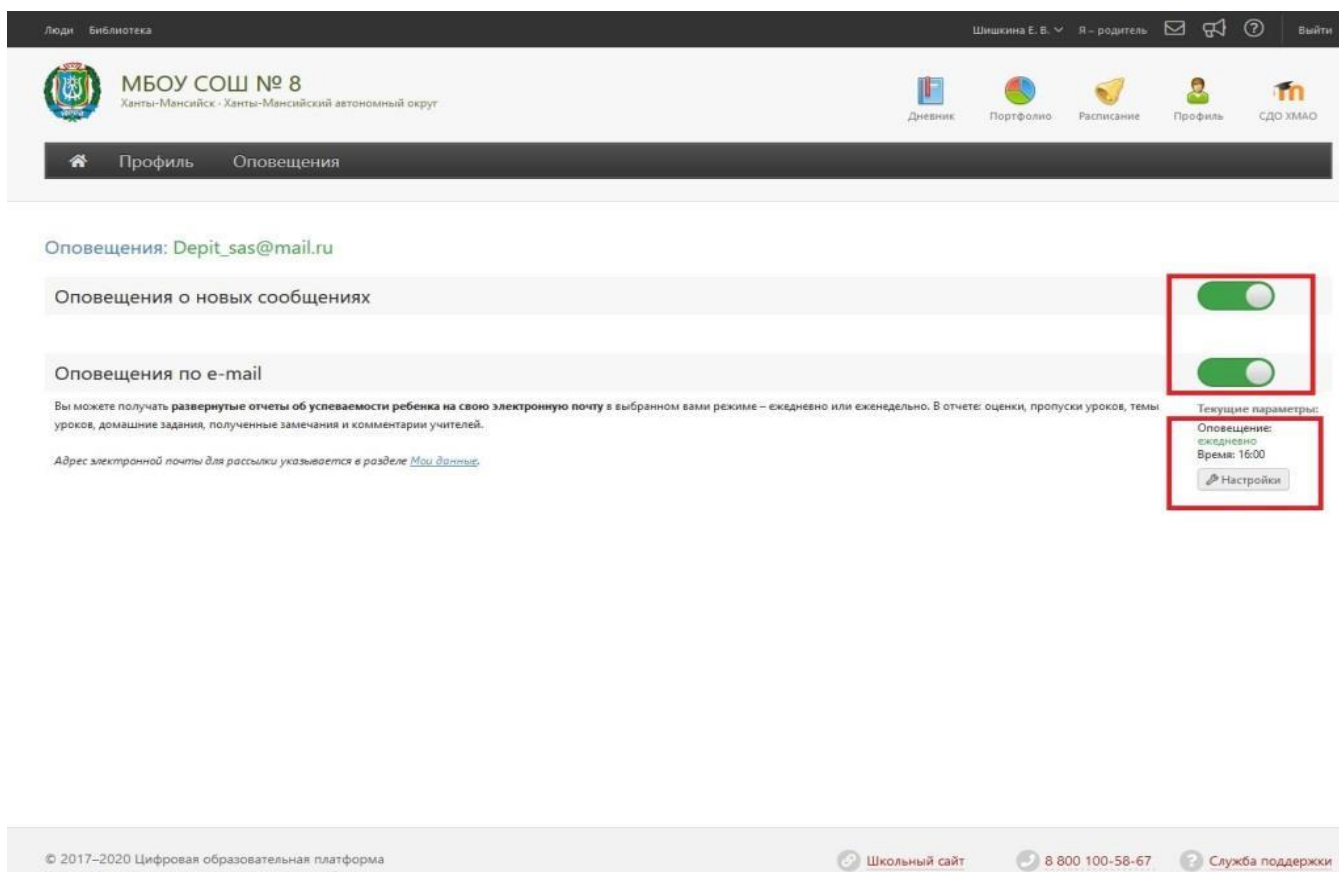 Люди Библиотека Шишкина Е. В. Я – родитель Выйти
МБОУ СОШ № 8
Ханты-Мансийск · Ханты-Мансийский автономный округ
Дневник Портфолио Расписание Профиль СДО ХМАО
Профиль Оповещения
Оповещения: Depit_sas@mail.ru
Оповещения о новых сообщениях
Оповещения по e-mail
Вы можете получать развернутые отчеты об успеваемости ребенка на свою электронную почту в выбранном вами режиме – ежедневно или еженедельно. В отчете: оценки, пропуски уроков, темы
уроков, домашние задания, полученные замечания и комментарии учителей.
Адрес электронной почты для рассылки указывается в разделе Мои данные.
Текущие параметры:
Оповещение:
ежедневно
Время: 16:00
Настройки
© 2017–2020 Цифровая образовательная платформа Школьный сайт 8 800 100-58-67 Служба поддержки